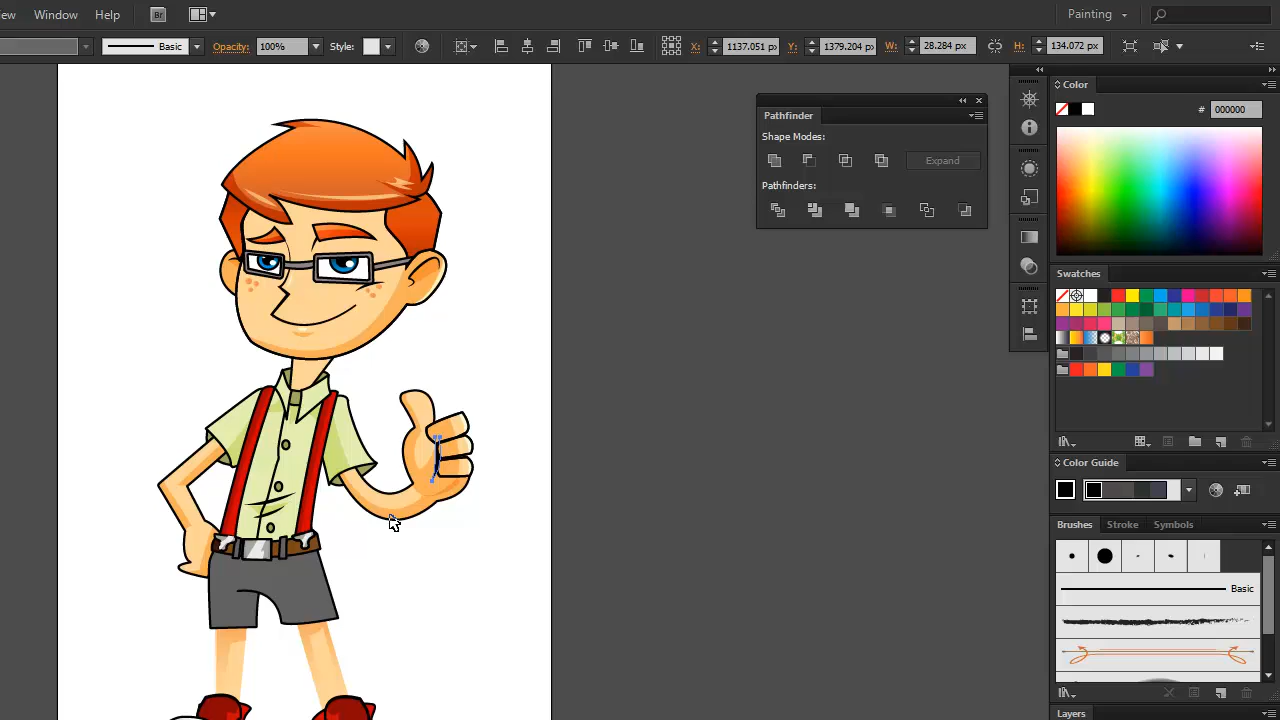 ew Window Help Br Painting
Basic Opacity: 100% Style: X: 1137.051 px Y: 1379.204 px W: 28.284 px H: 134.072 px
Color
# 000000
Pathfinder
Shape Modes:
Expand
Pathfinders:
Swatches
Color Guide
Brushes Stroke Symbols
Basic
Layers